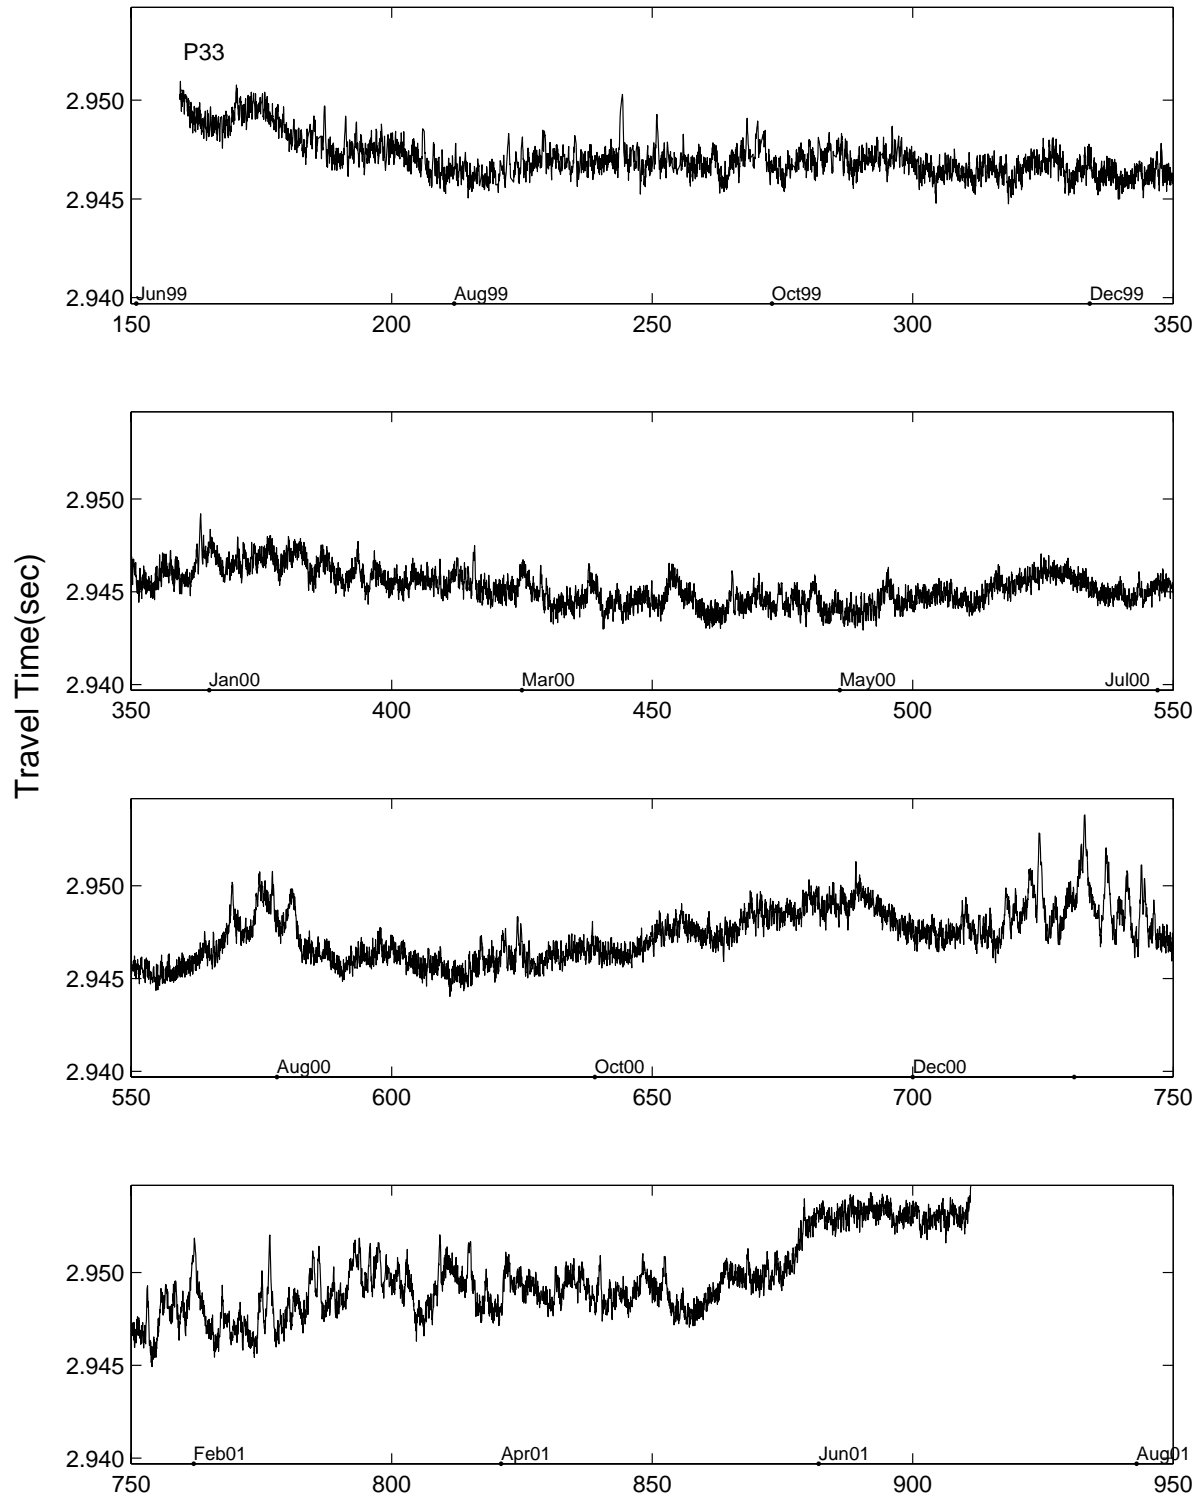 P33
2.950
2.945
2.940
Jun99 Aug99 Oct99 Dec99
150 200 250 300 350
2.950
2.945
2.940
Jan00 Mar00 May00 Jul00
350 400 450 500 550
Travel Time(sec)
2.950
2.945
2.940
Aug00 Oct00 Dec00
550 600 650 700 750
2.950
2.945
2.940
Feb01 Apr01 Jun01 Aug01
750 800 850 900 950